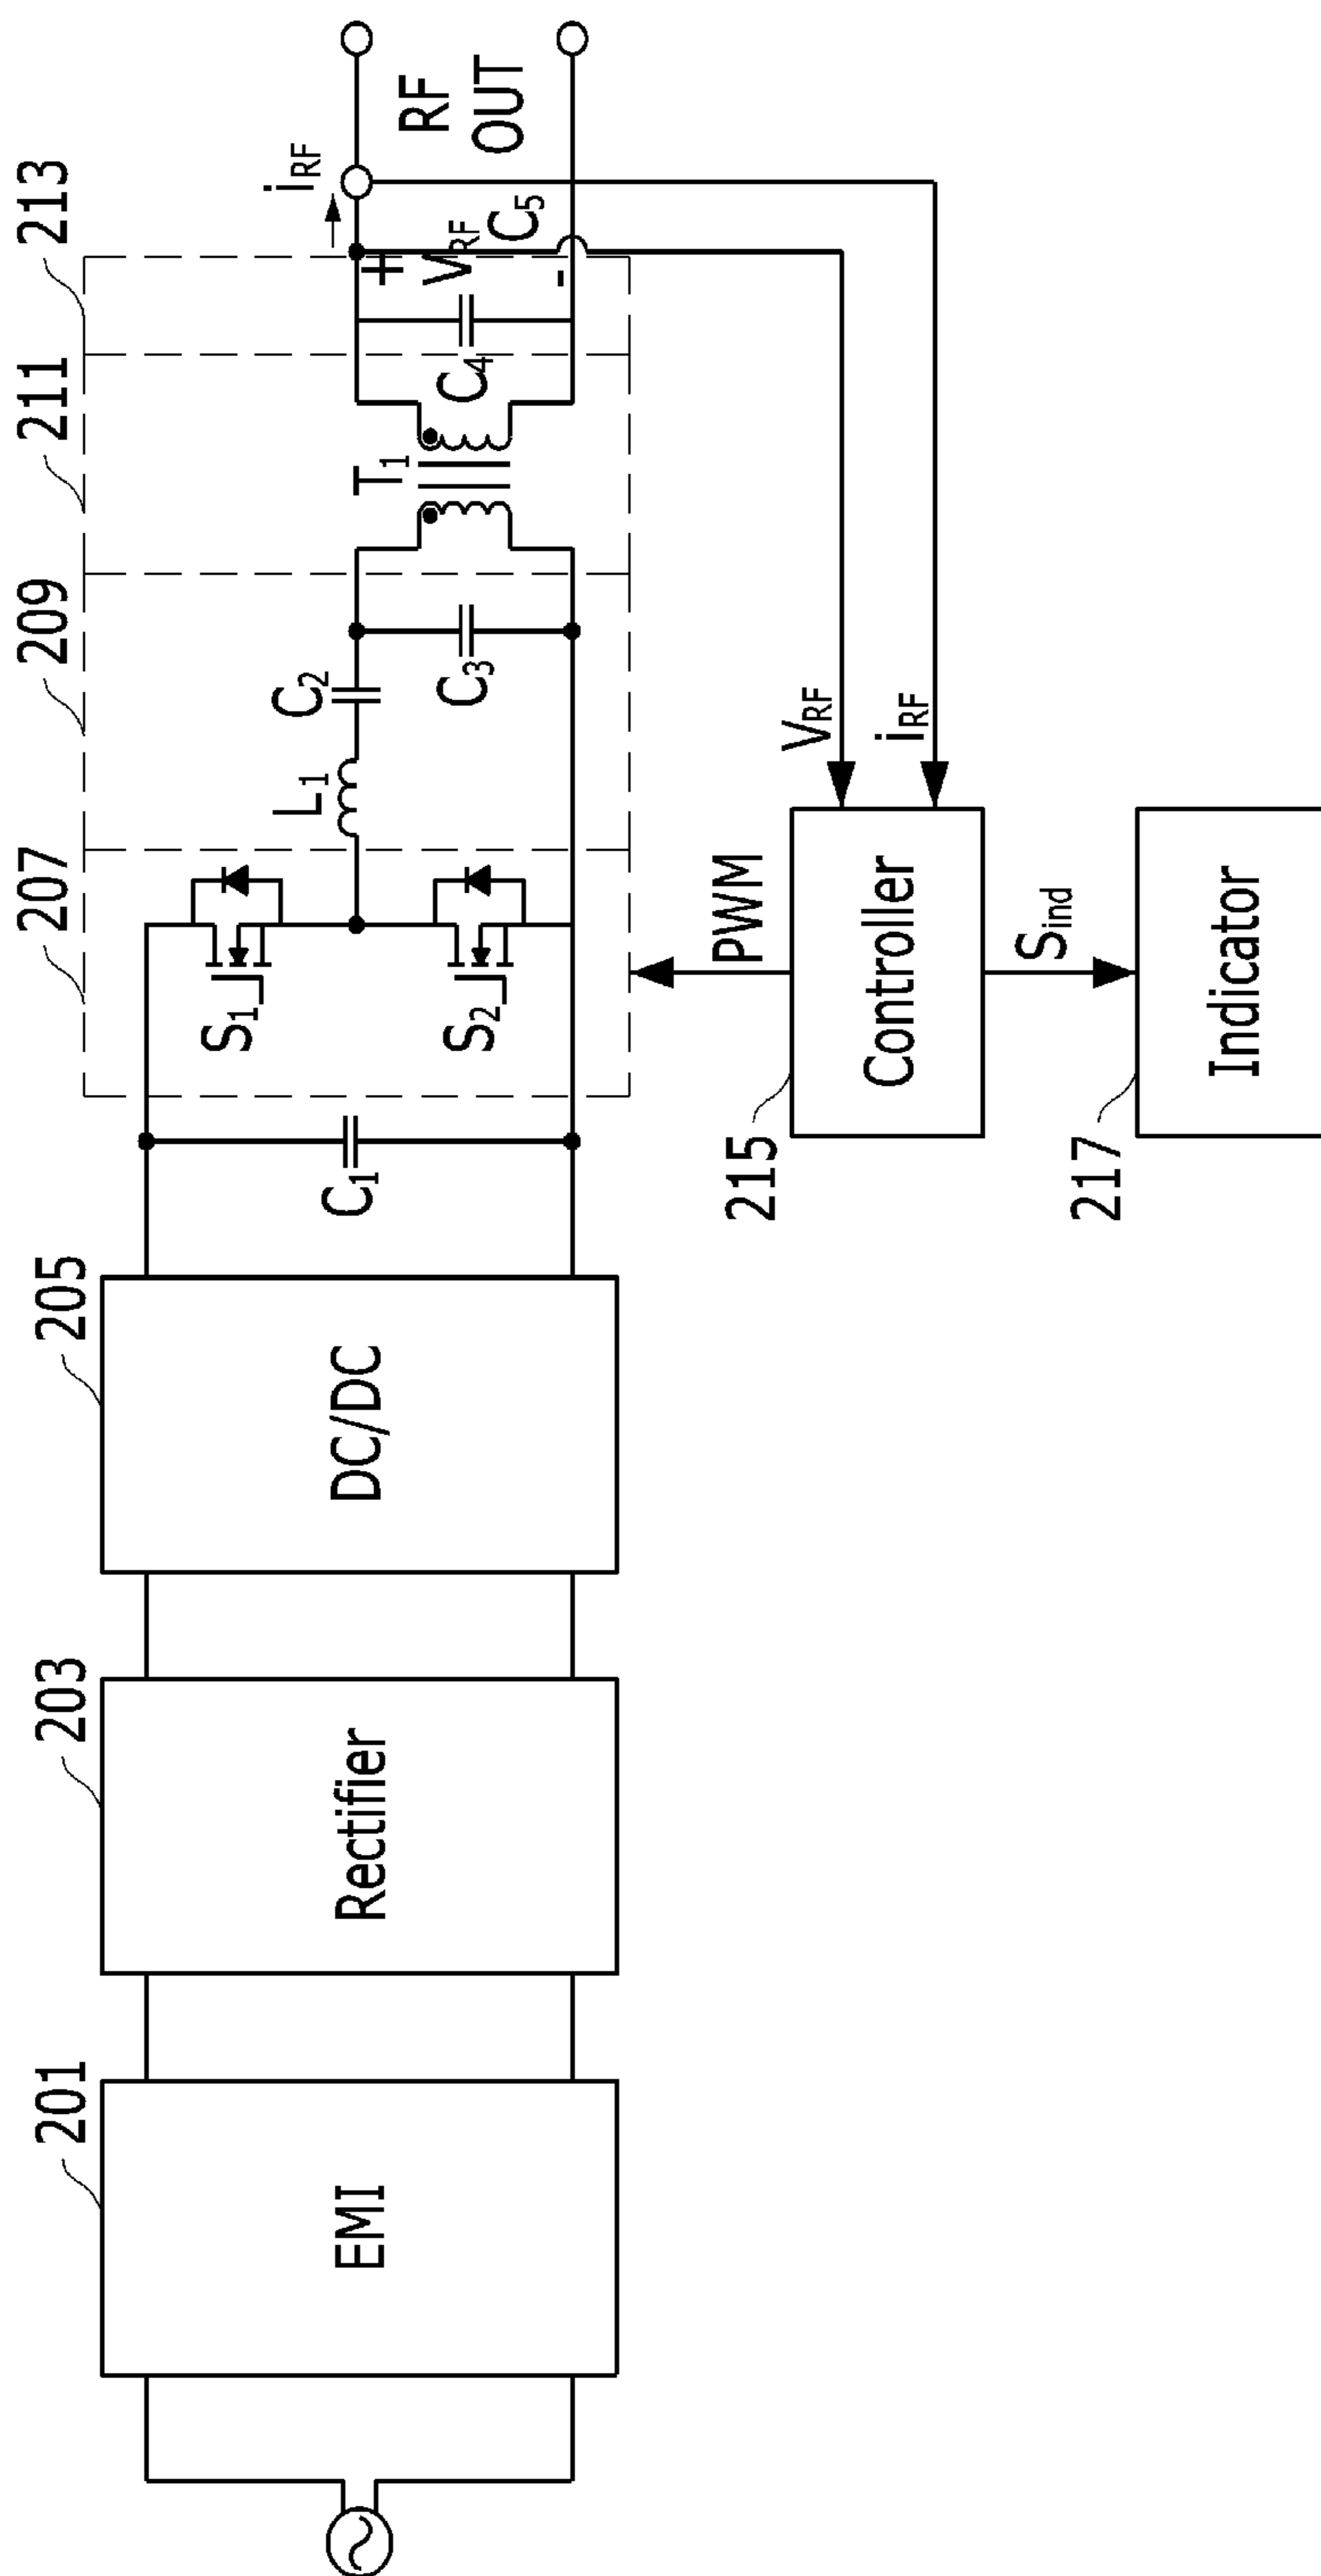 201
203
205
207
209
211
213
EMI
Rectifier
DC/DC
C1
S1
S2
L1
C2
C3
T1
C4
+
VRF
-
C5
iRF
RF
OUT
PWM
VRF
iRF
215
Controller
Sind
217
Indicator